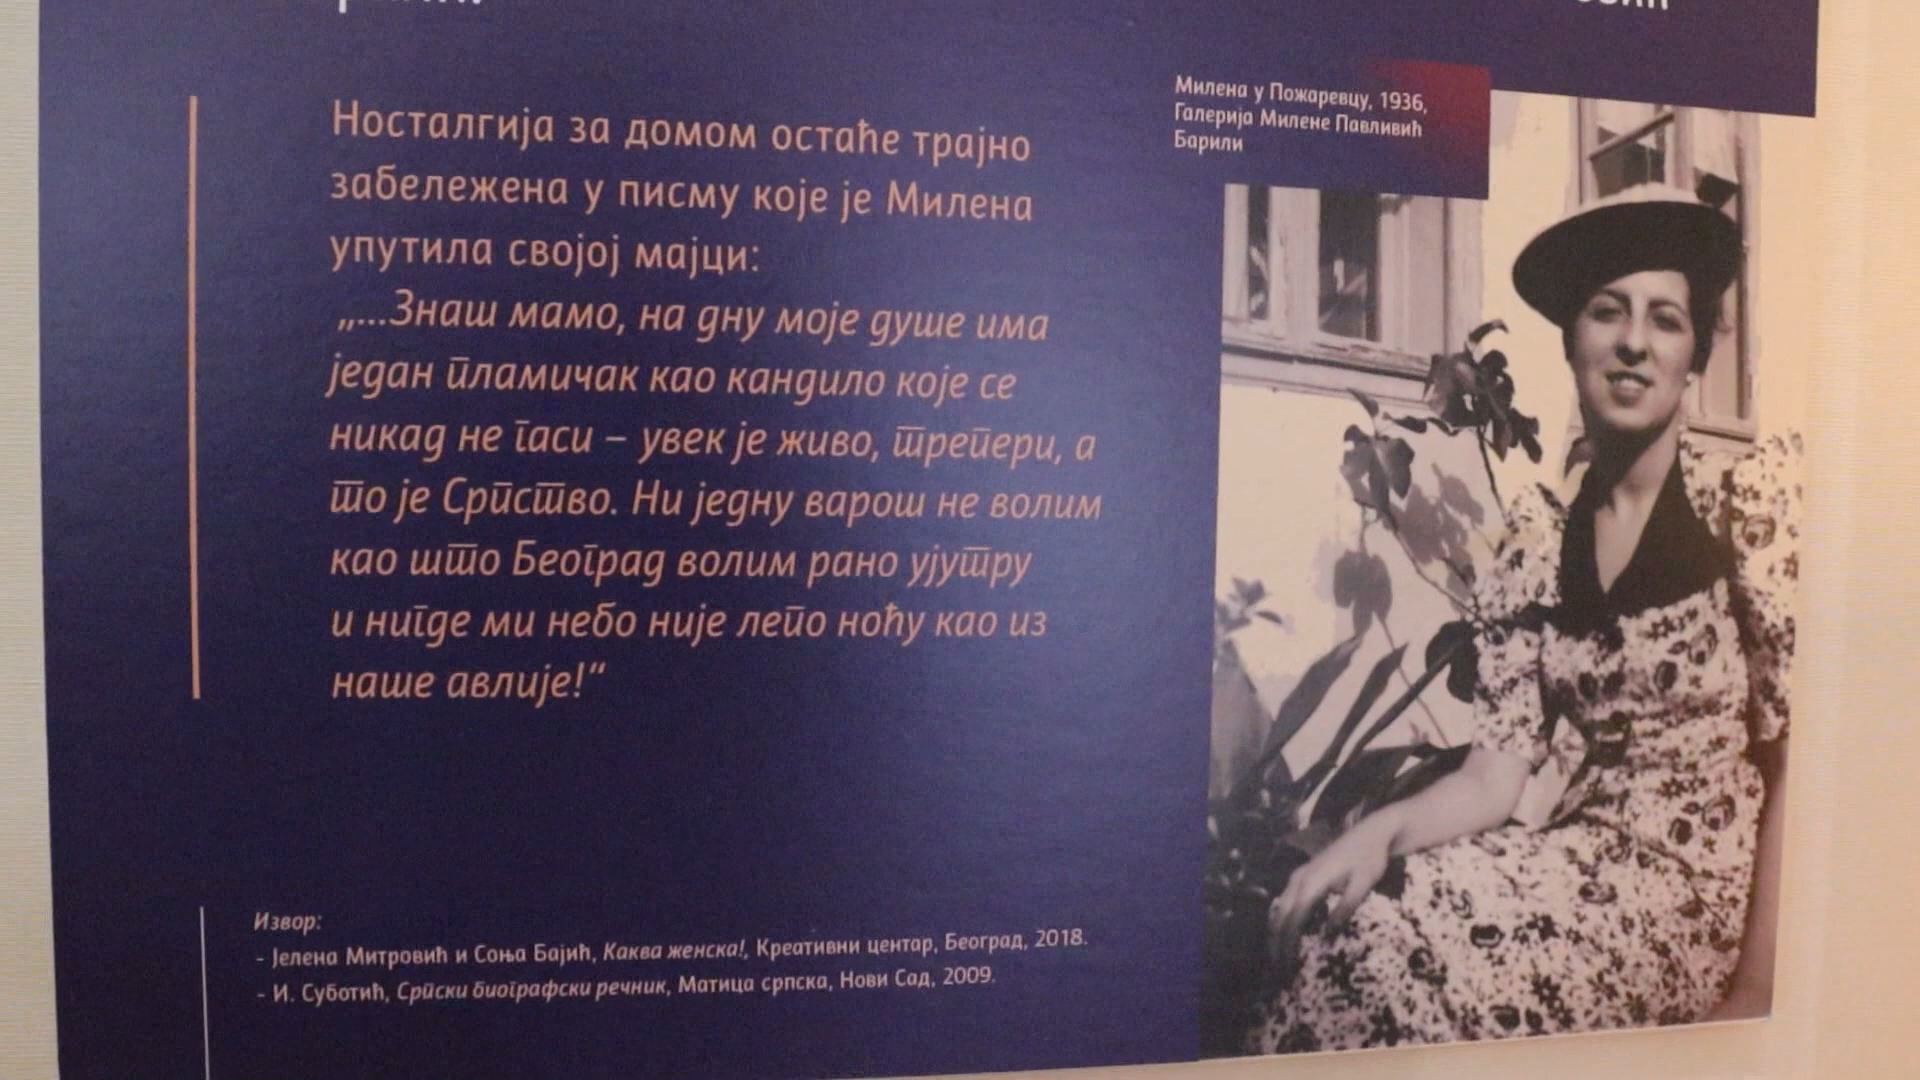 Милена у Пожаревцу, 1936,
Галерија Милене Павливић
Барили
Носталгија за домом остаће трајно
забележена у писму које је Милена
упутила својој мајци:
„...Знаш мамо, на дну моје душе има
један пламичак као кандило које се
никад не гаси – увек је живо, трепери, а
то је Српство. Ни једну варош не волим
као што Београд волим рано ујутру
и нигде ми небо није лепо ноћу као из
наше авлије!“
Извор:
- Јелена Митровић и Соња Бајић, Каква женска!, Креативни центар, Београд, 2018.
- И. Суботић, Српски биографски речник, Матица српска, Нови Сад, 2009.